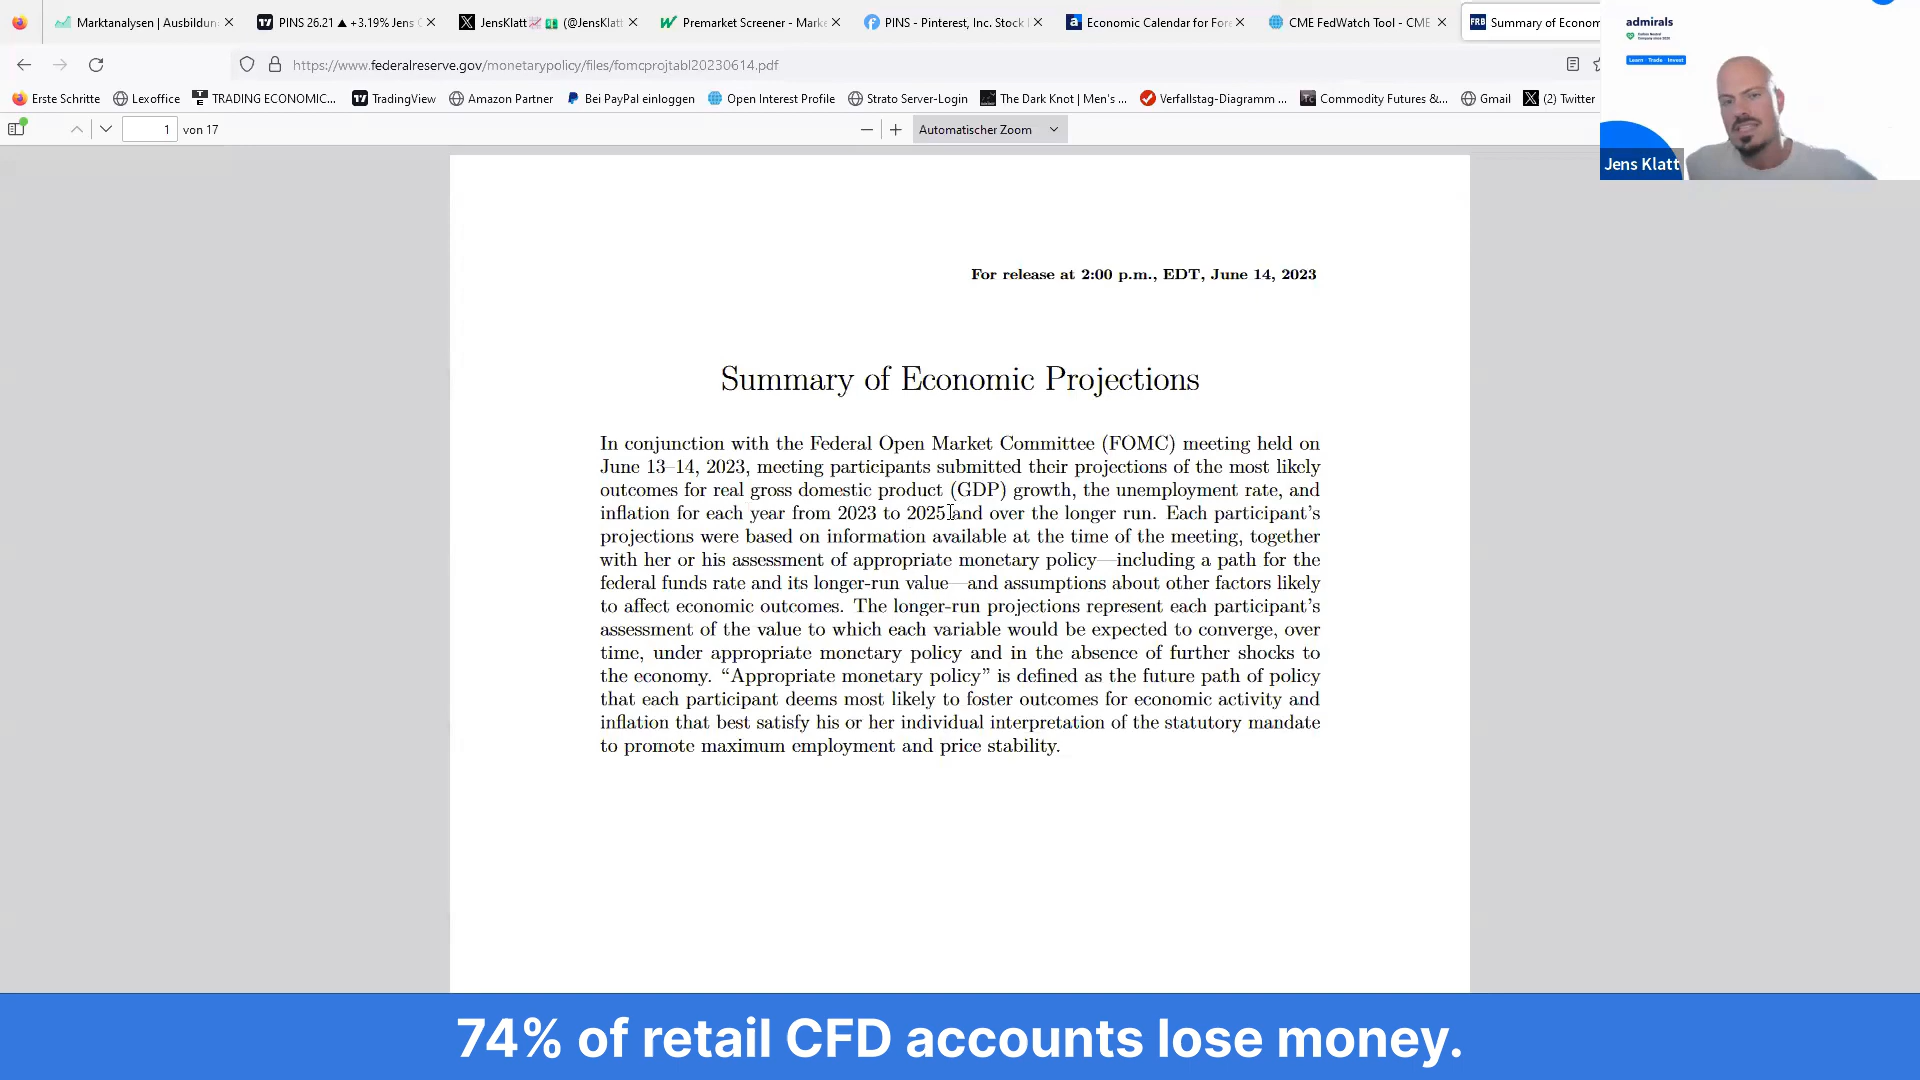 Marktanalysen | Ausbildun
PINS 26.21 ▲ +3.19% Jens
JensKlatt📈 💵 (@JensKlatt
Premarket Screener - Mark
PINS - Pinterest, Inc. Stock
Economic Calendar for For
CME FedWatch Tool - CME
FRB Summary of Econom
admirals
Learn · Trade · Invest
https://www.federalreserve.gov/monetarypolicy/files/fomcprojtabl20230614.pdf
Erste Schritte
Lexoffice
TRADING ECONOMIC...
TradingView
Amazon Partner
Bei PayPal einloggen
Open Interest Profile
Strato Server-Login
The Dark Knot | Men's ...
Verfallstag-Diagramm ...
Commodity Futures &...
Gmail
(2) Twitter
1 von 17
Automatischer Zoom
Jens Klatt
For release at 2:00 p.m., EDT, June 14, 2023
Summary of Economic Projections
In conjunction with the Federal Open Market Committee (FOMC) meeting held on
June 13–14, 2023, meeting participants submitted their projections of the most likely
outcomes for real gross domestic product (GDP) growth, the unemployment rate, and
inflation for each year from 2023 to 2025 and over the longer run. Each participant's
projections were based on information available at the time of the meeting, together
with her or his assessment of appropriate monetary policy—including a path for the
federal funds rate and its longer-run value—and assumptions about other factors likely
to affect economic outcomes. The longer-run projections represent each participant's
assessment of the value to which each variable would be expected to converge, over
time, under appropriate monetary policy and in the absence of further shocks to
the economy. “Appropriate monetary policy” is defined as the future path of policy
that each participant deems most likely to foster outcomes for economic activity and
inflation that best satisfy his or her individual interpretation of the statutory mandate
to promote maximum employment and price stability.
74% of retail CFD accounts lose money.